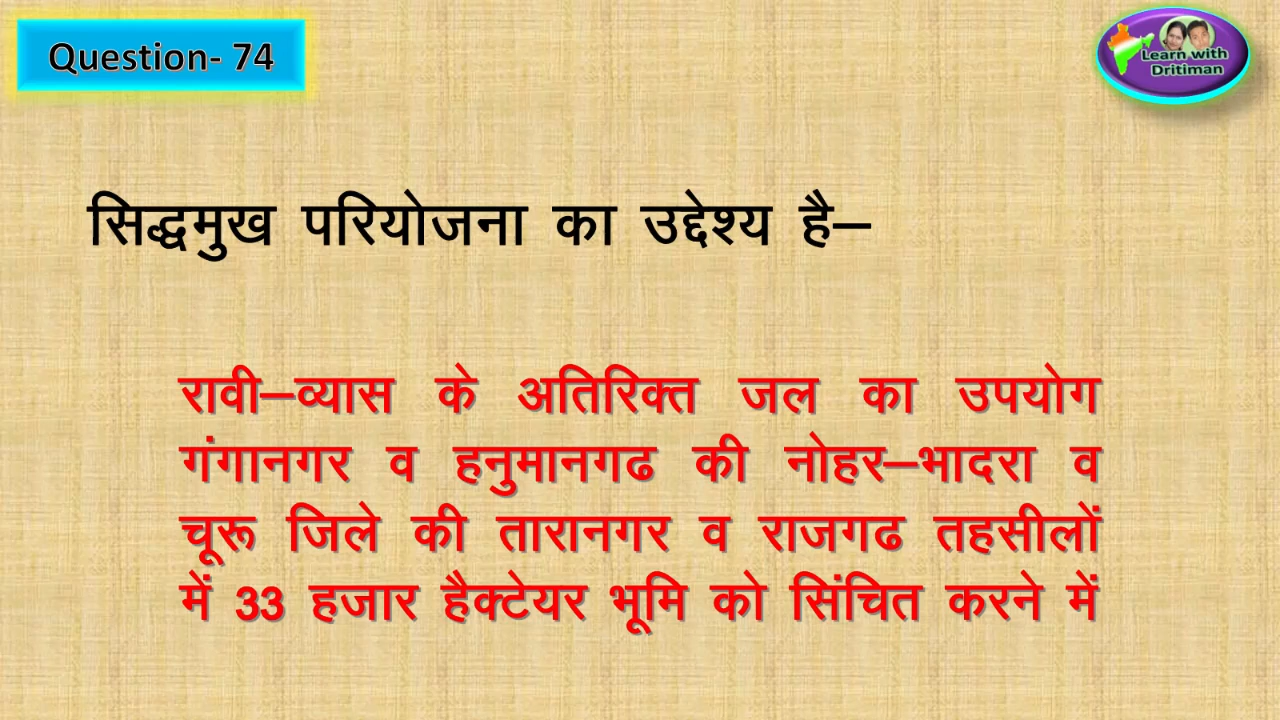 Question- 74
Learn with
Dritiman
सिद्धमुख परियोजना का उद्देश्य है–
रावी–व्यास के अतिरिक्त जल का उपयोग
गंगानगर व हनुमानगढ की नोहर–भादरा व
चूरू जिले की तारानगर व राजगढ तहसीलों
में 33 हजार हैक्टेयर भूमि को सिंचित करने में